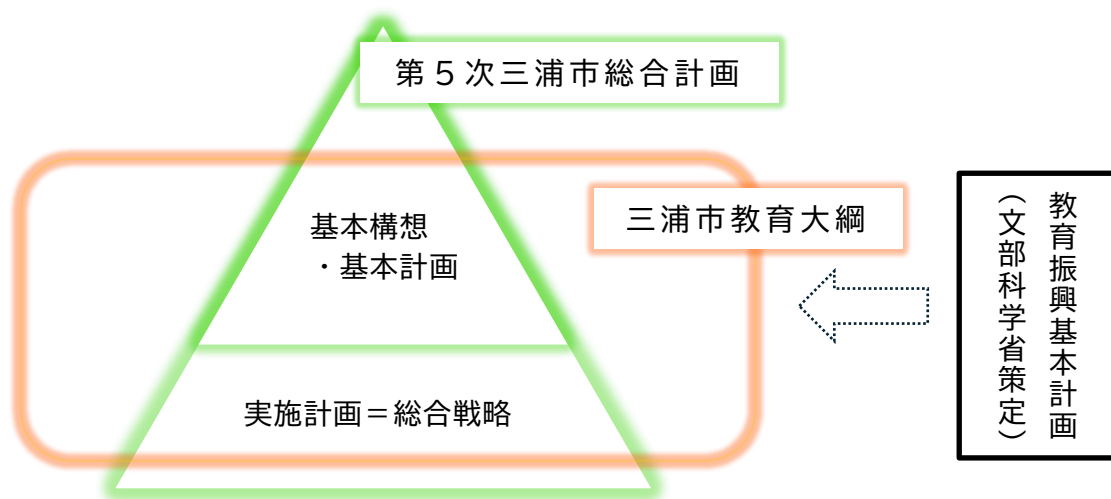 第５次三浦市総合計画
三浦市教育大綱
基本構想
・基本計画
実施計画＝総合戦略
教育振興基本計画
（文部科学省策定）